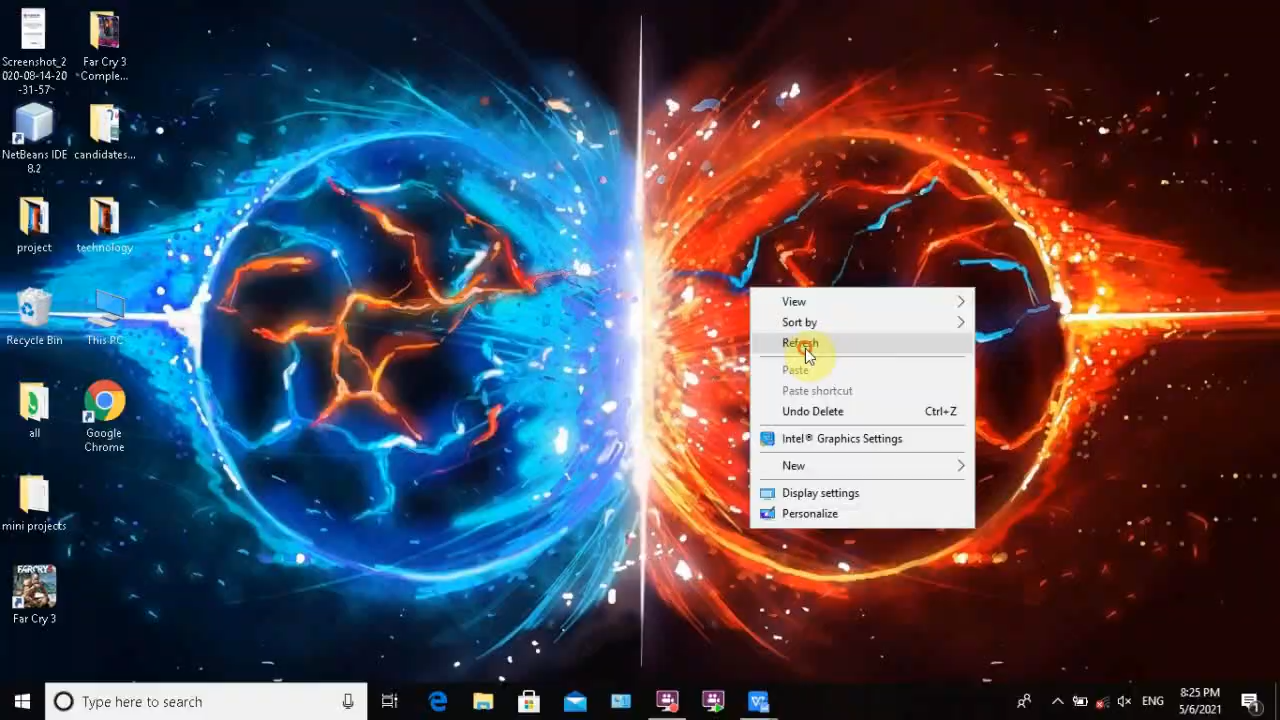 Screenshot_2
020-08-14-20
-31-57
Far Cry 3
Comple...
NetBeans IDE
8.2
candidates...
project
technology
Recycle Bin
This PC
all
Google
Chrome
mini projects
FARCRY3
Far Cry 3
View
Sort by
Refresh
Paste
Paste shortcut
Undo Delete Ctrl+Z
Intel® Graphics Settings
New
Display settings
Personalize
Type here to search
ENG
8:25 PM
5/6/2021
1